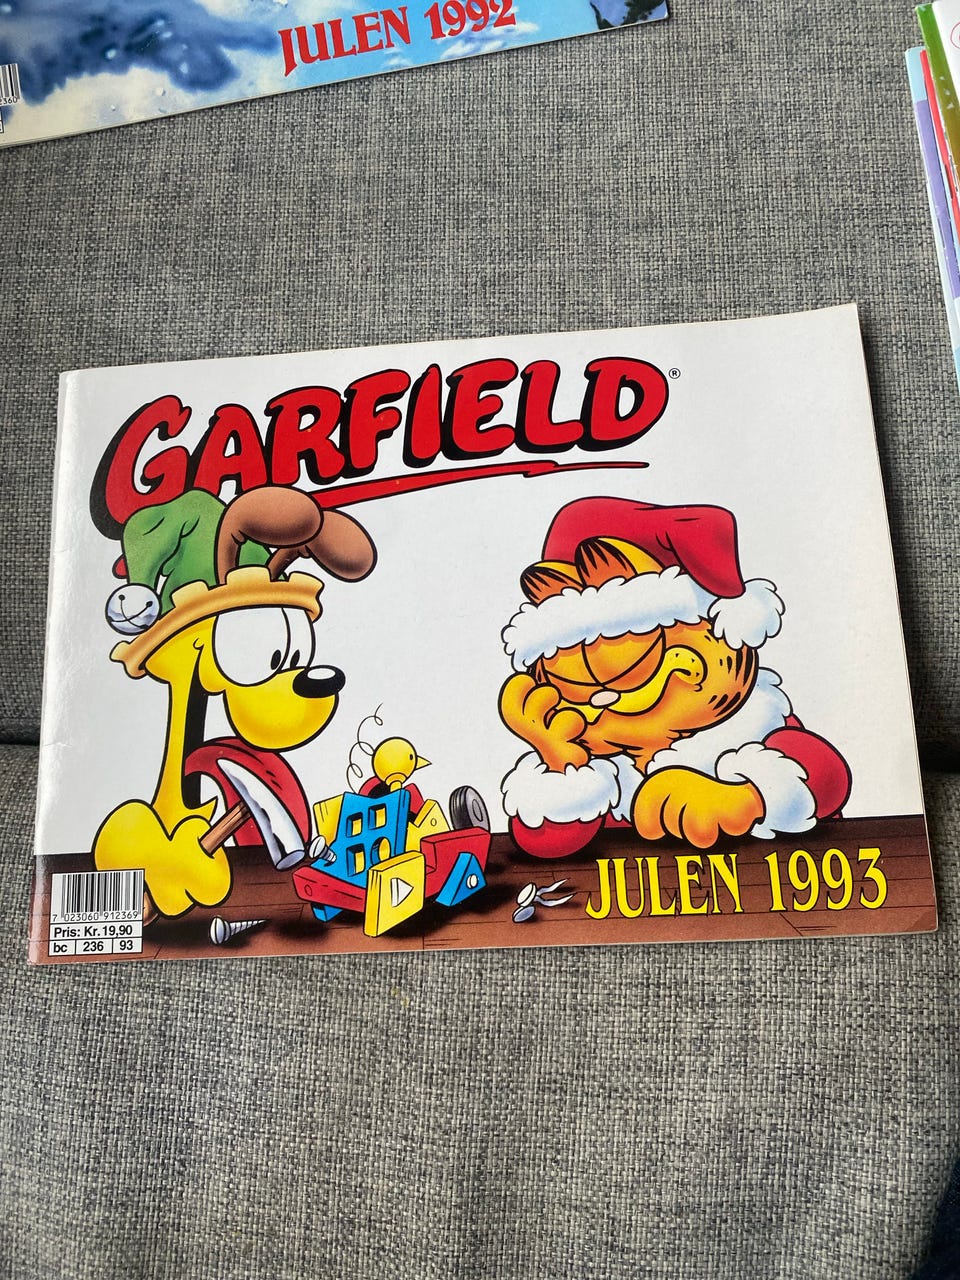 JULEN 1992
GARFIELD®
JULEN 1993
7 023060 912369
Pris: Kr. 19,90
bc 236 93